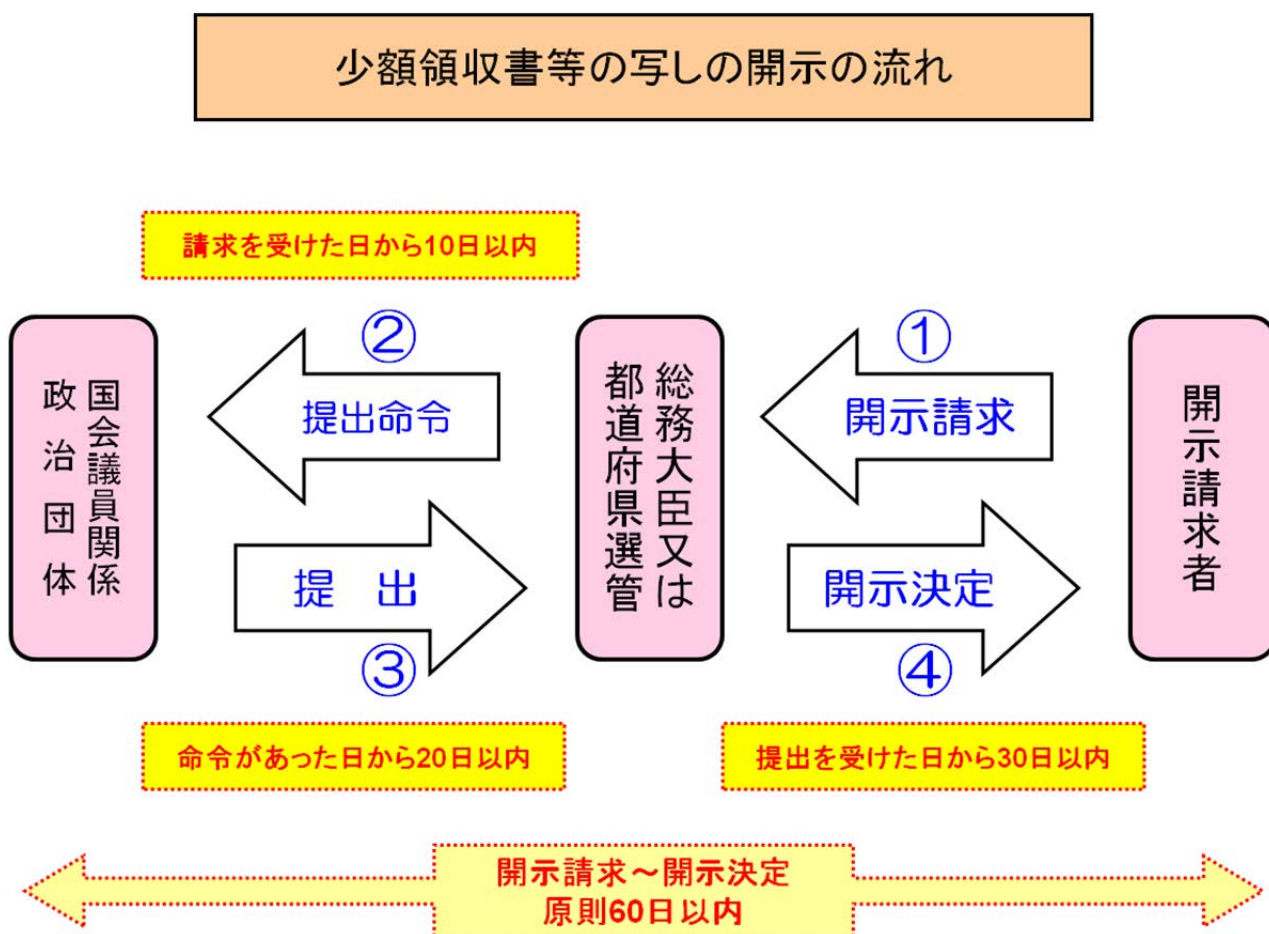 少額領収書等の写しの開示の流れ
請求を受けた日から10日以内
②
①
国会議員関係
政治団体
提出命令
総務大臣又は
都道府県選管
開示請求
開示請求者
提　出
開示決定
③
④
命令があった日から20日以内
提出を受けた日から30日以内
開示請求～開示決定
原則60日以内